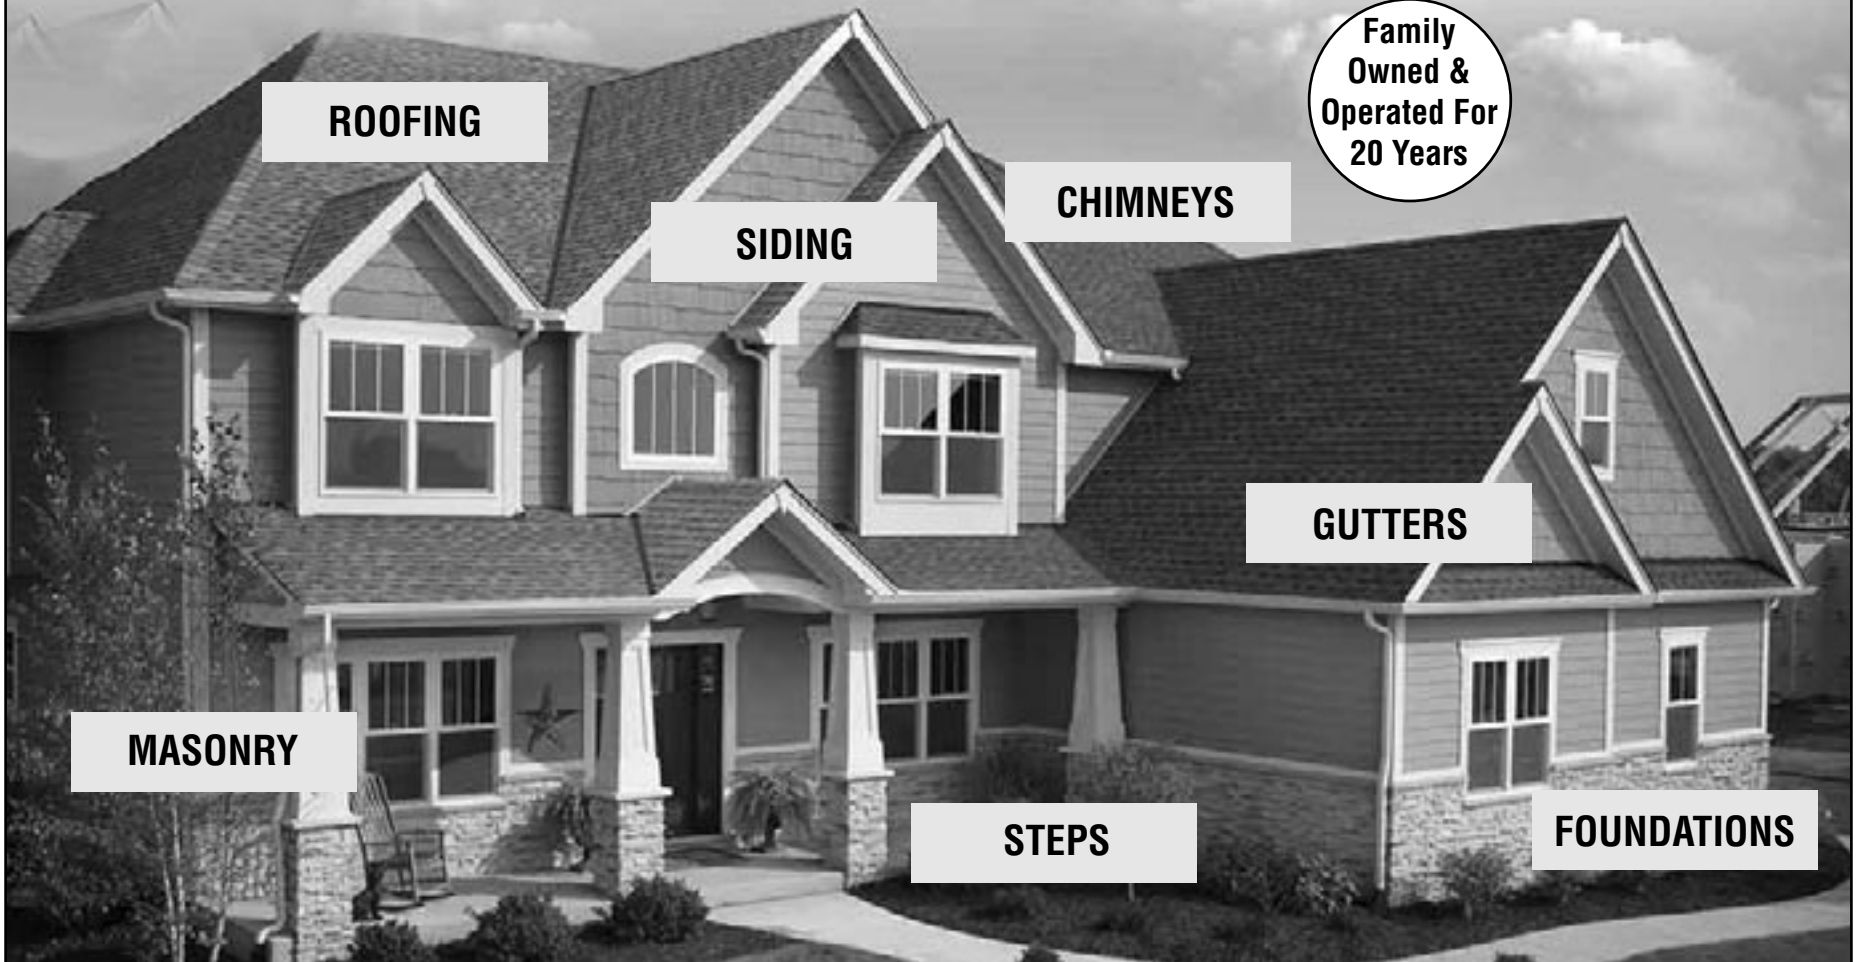 Family
Owned &
Operated For
20 Years
ROOFING
CHIMNEYS
SIDING
GUTTERS
MASONRY
STEPS
FOUNDATIONS